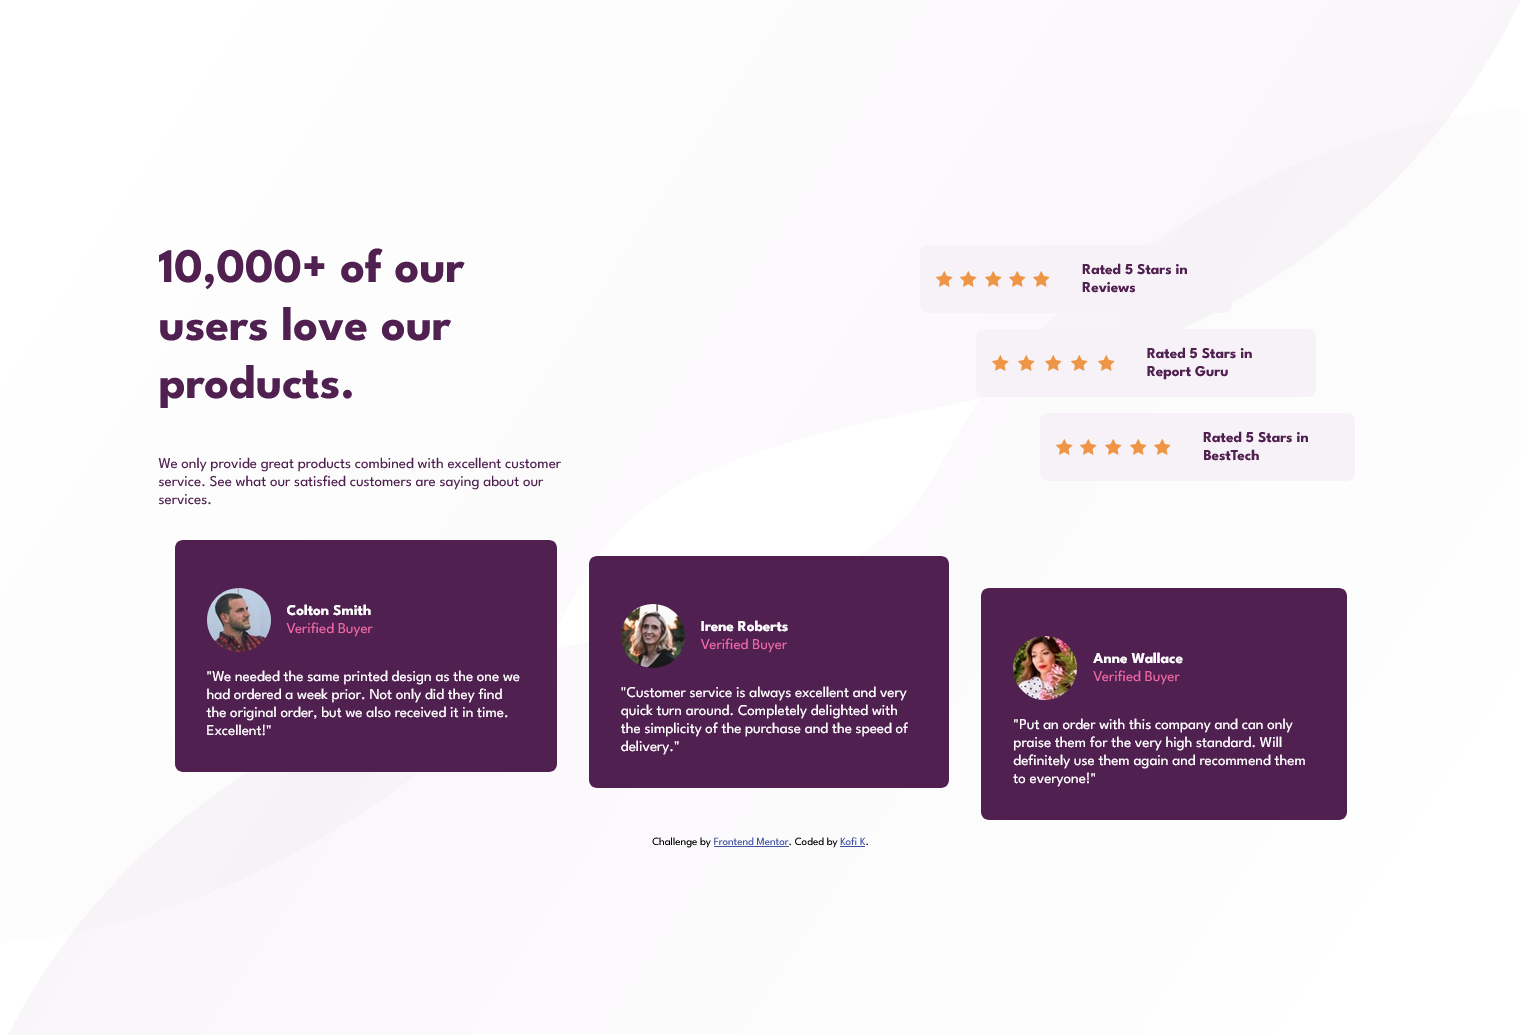 10,000+ of our
users love our
products.
We only provide great products combined with excellent customer
service. See what our satisfied customers are saying about our
services.
Rated 5 Stars in
Reviews
Rated 5 Stars in
Report Guru
Rated 5 Stars in
BestTech
Colton Smith
Verified Buyer
"We needed the same printed design as the one we
had ordered a week prior. Not only did they find
the original order, but we also received it in time.
Excellent!"
Irene Roberts
Verified Buyer
"Customer service is always excellent and very
quick turn around. Completely delighted with
the simplicity of the purchase and the speed of
delivery."
Anne Wallace
Verified Buyer
"Put an order with this company and can only
praise them for the very high standard. Will
definitely use them again and recommend them
to everyone!"
Challenge by Frontend Mentor. Coded by Kofi K.